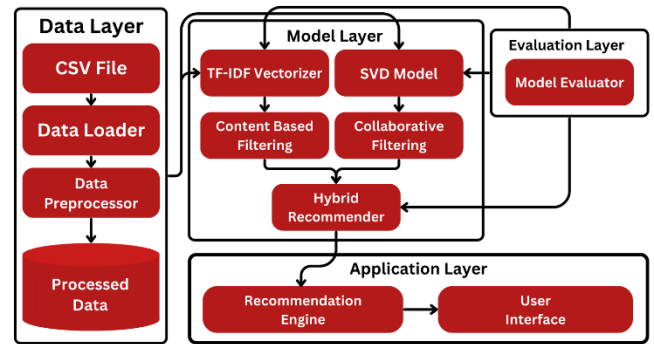 Data Layer
CSV File
Data Loader
Data
Preprocessor
Processed
Data
Model Layer
TF-IDF Vectorizer
SVD Model
Content Based
Filtering
Collaborative
Filtering
Hybrid
Recommender
Evaluation Layer
Model Evaluator
Application Layer
Recommendation
Engine
User
Interface